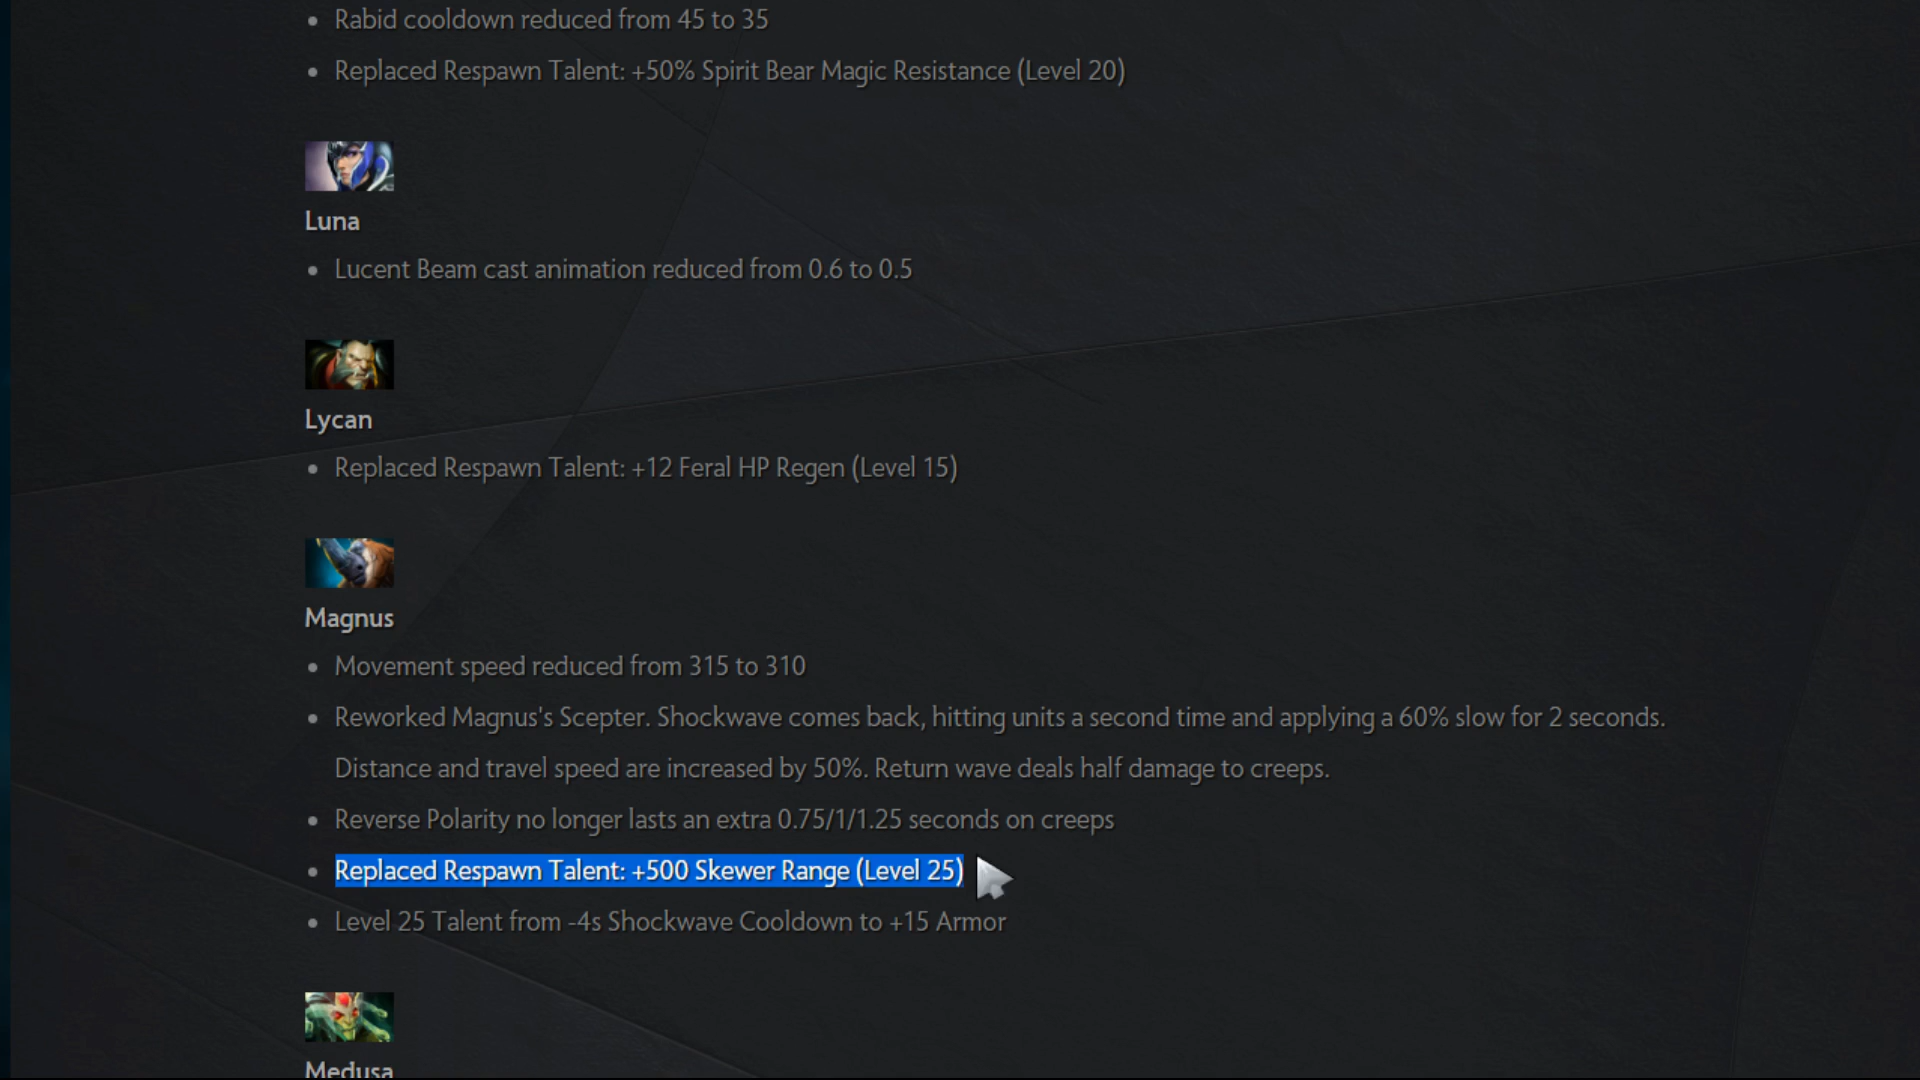 Rabid cooldown reduced from 45 to 35
Replaced Respawn Talent: +50% Spirit Bear Magic Resistance (Level 20)
Luna
Lucent Beam cast animation reduced from 0.6 to 0.5
Lycan
Replaced Respawn Talent: +12 Feral HP Regen (Level 15)
Magnus
Movement speed reduced from 315 to 310
Reworked Magnus's Scepter. Shockwave comes back, hitting units a second time and applying a 60% slow for 2 seconds.
Distance and travel speed are increased by 50%. Return wave deals half damage to creeps.
Reverse Polarity no longer lasts an extra 0.75/1/1.25 seconds on creeps
Replaced Respawn Talent: +500 Skewer Range (Level 25)
Level 25 Talent from -4s Shockwave Cooldown to +15 Armor
Medusa